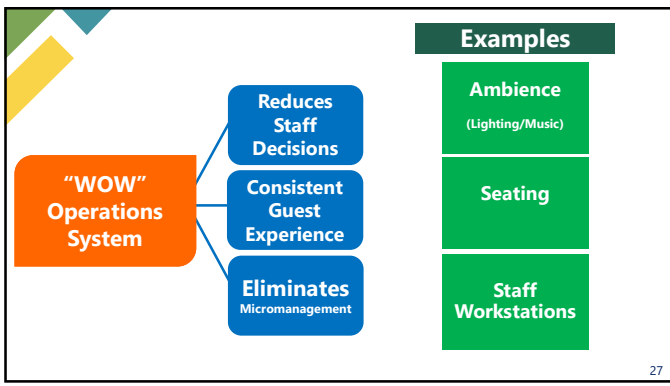 Examples
“WOW”
Operations
System
Reduces
Staff
Decisions
Consistent
Guest
Experience
Eliminates
Micromanagement
Ambience
(Lighting/Music)
Seating
Staff
Workstations
27